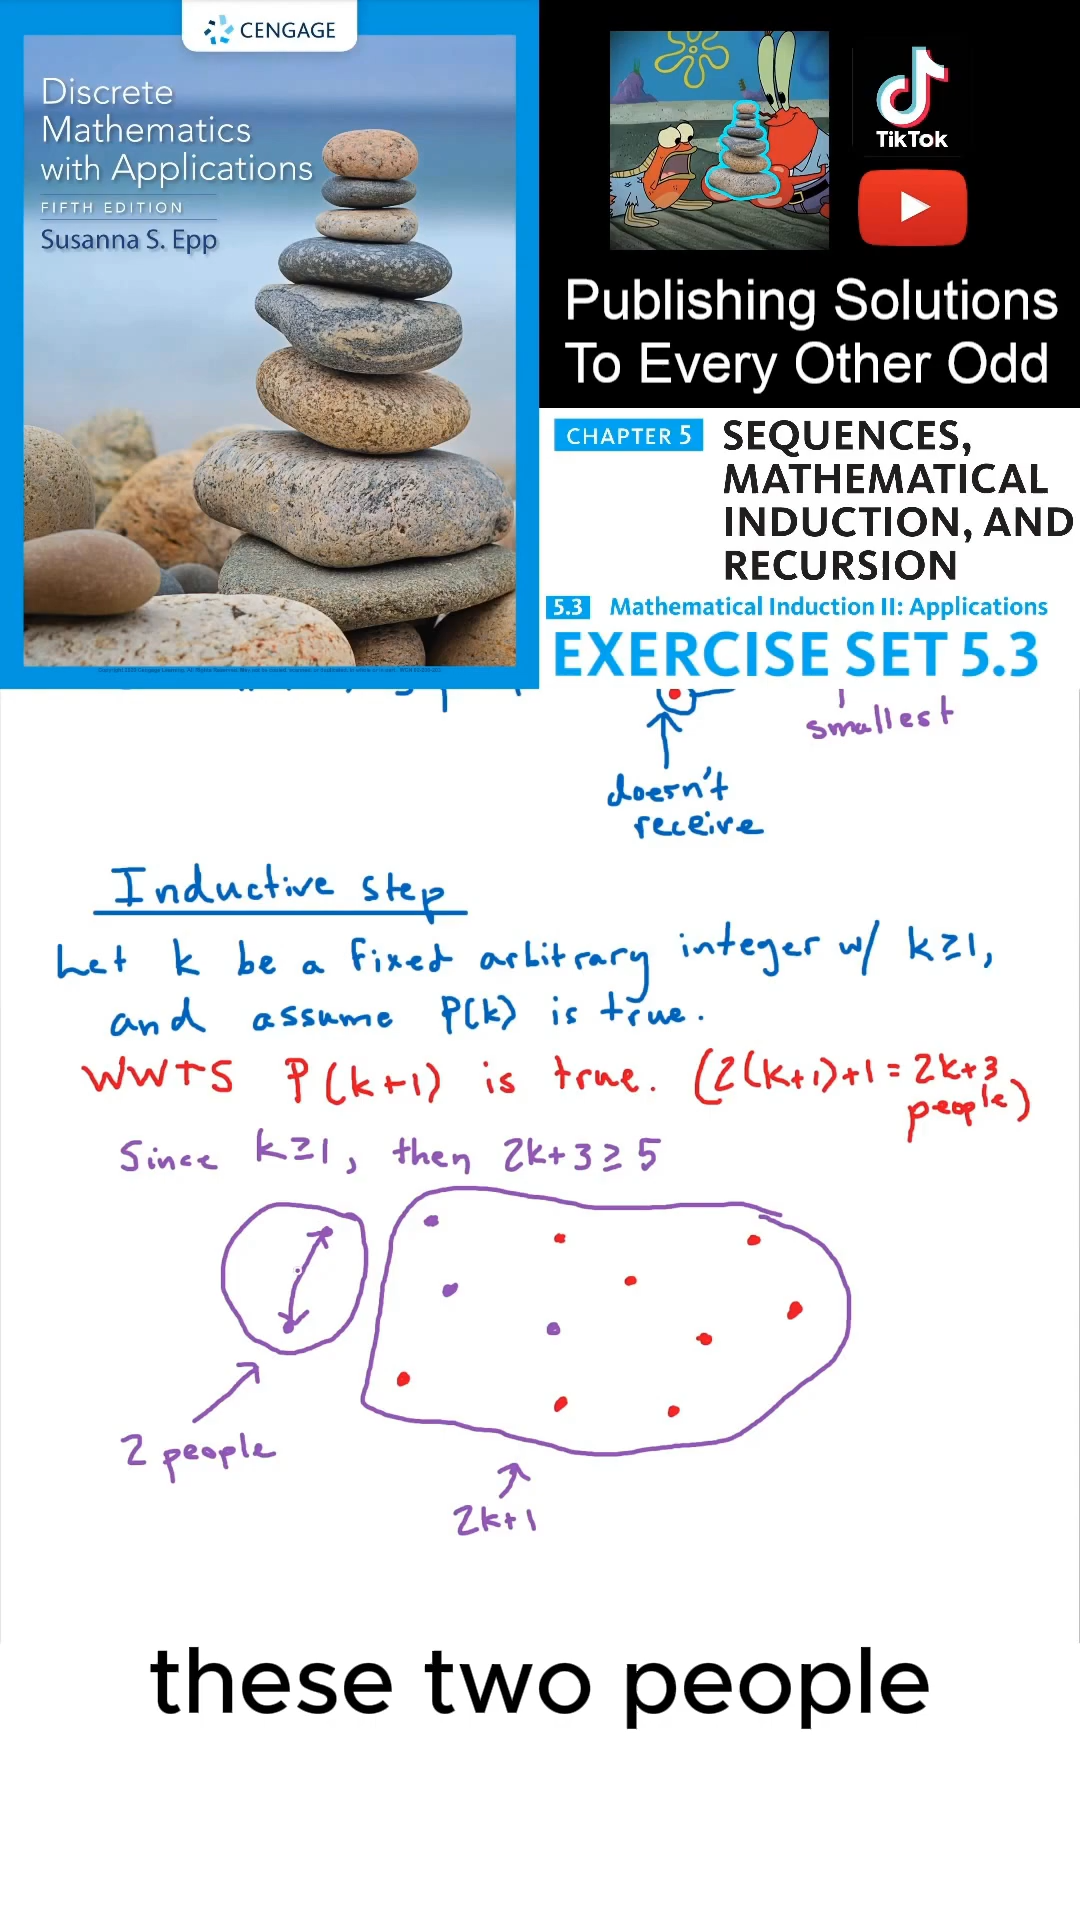 CENGAGE
Discrete
Mathematics
with Applications
FIFTH EDITION
Susanna S. Epp
TikTok
Publishing Solutions
To Every Other Odd
CHAPTER 5
SEQUENCES,
MATHEMATICAL
INDUCTION, AND
RECURSION
5.3 Mathematical Induction II: Applications
EXERCISE SET 5.3
smallest
doesn't
receive
Inductive step
Let k be a fixed arbitrary integer w/ k≥1,
and assume P(k) is true.
WWTS P(k+1) is true. (2(k+1)+1 = 2k+3
people)
Since k≥1, then 2k+3≥5
2 people
2k+1
these two people